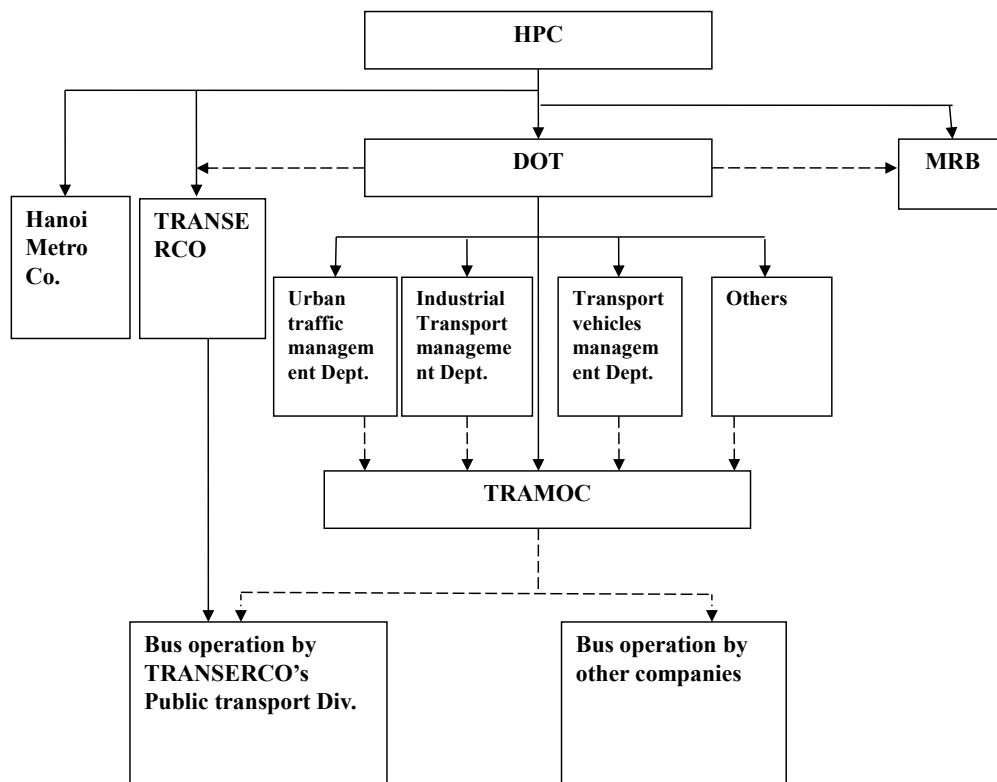 HPC
DOT
MRB
Hanoi
Metro
Co.
TRANSE
RCO
Urban
traffic
managem
ent Dept.
Industrial
Transport
manageme
nt Dept.
Transport
vehicles
managem
ent Dept.
Others
TRAMOC
Bus operation by
TRANSERCO’s
Public transport Div.
Bus operation by
other companies